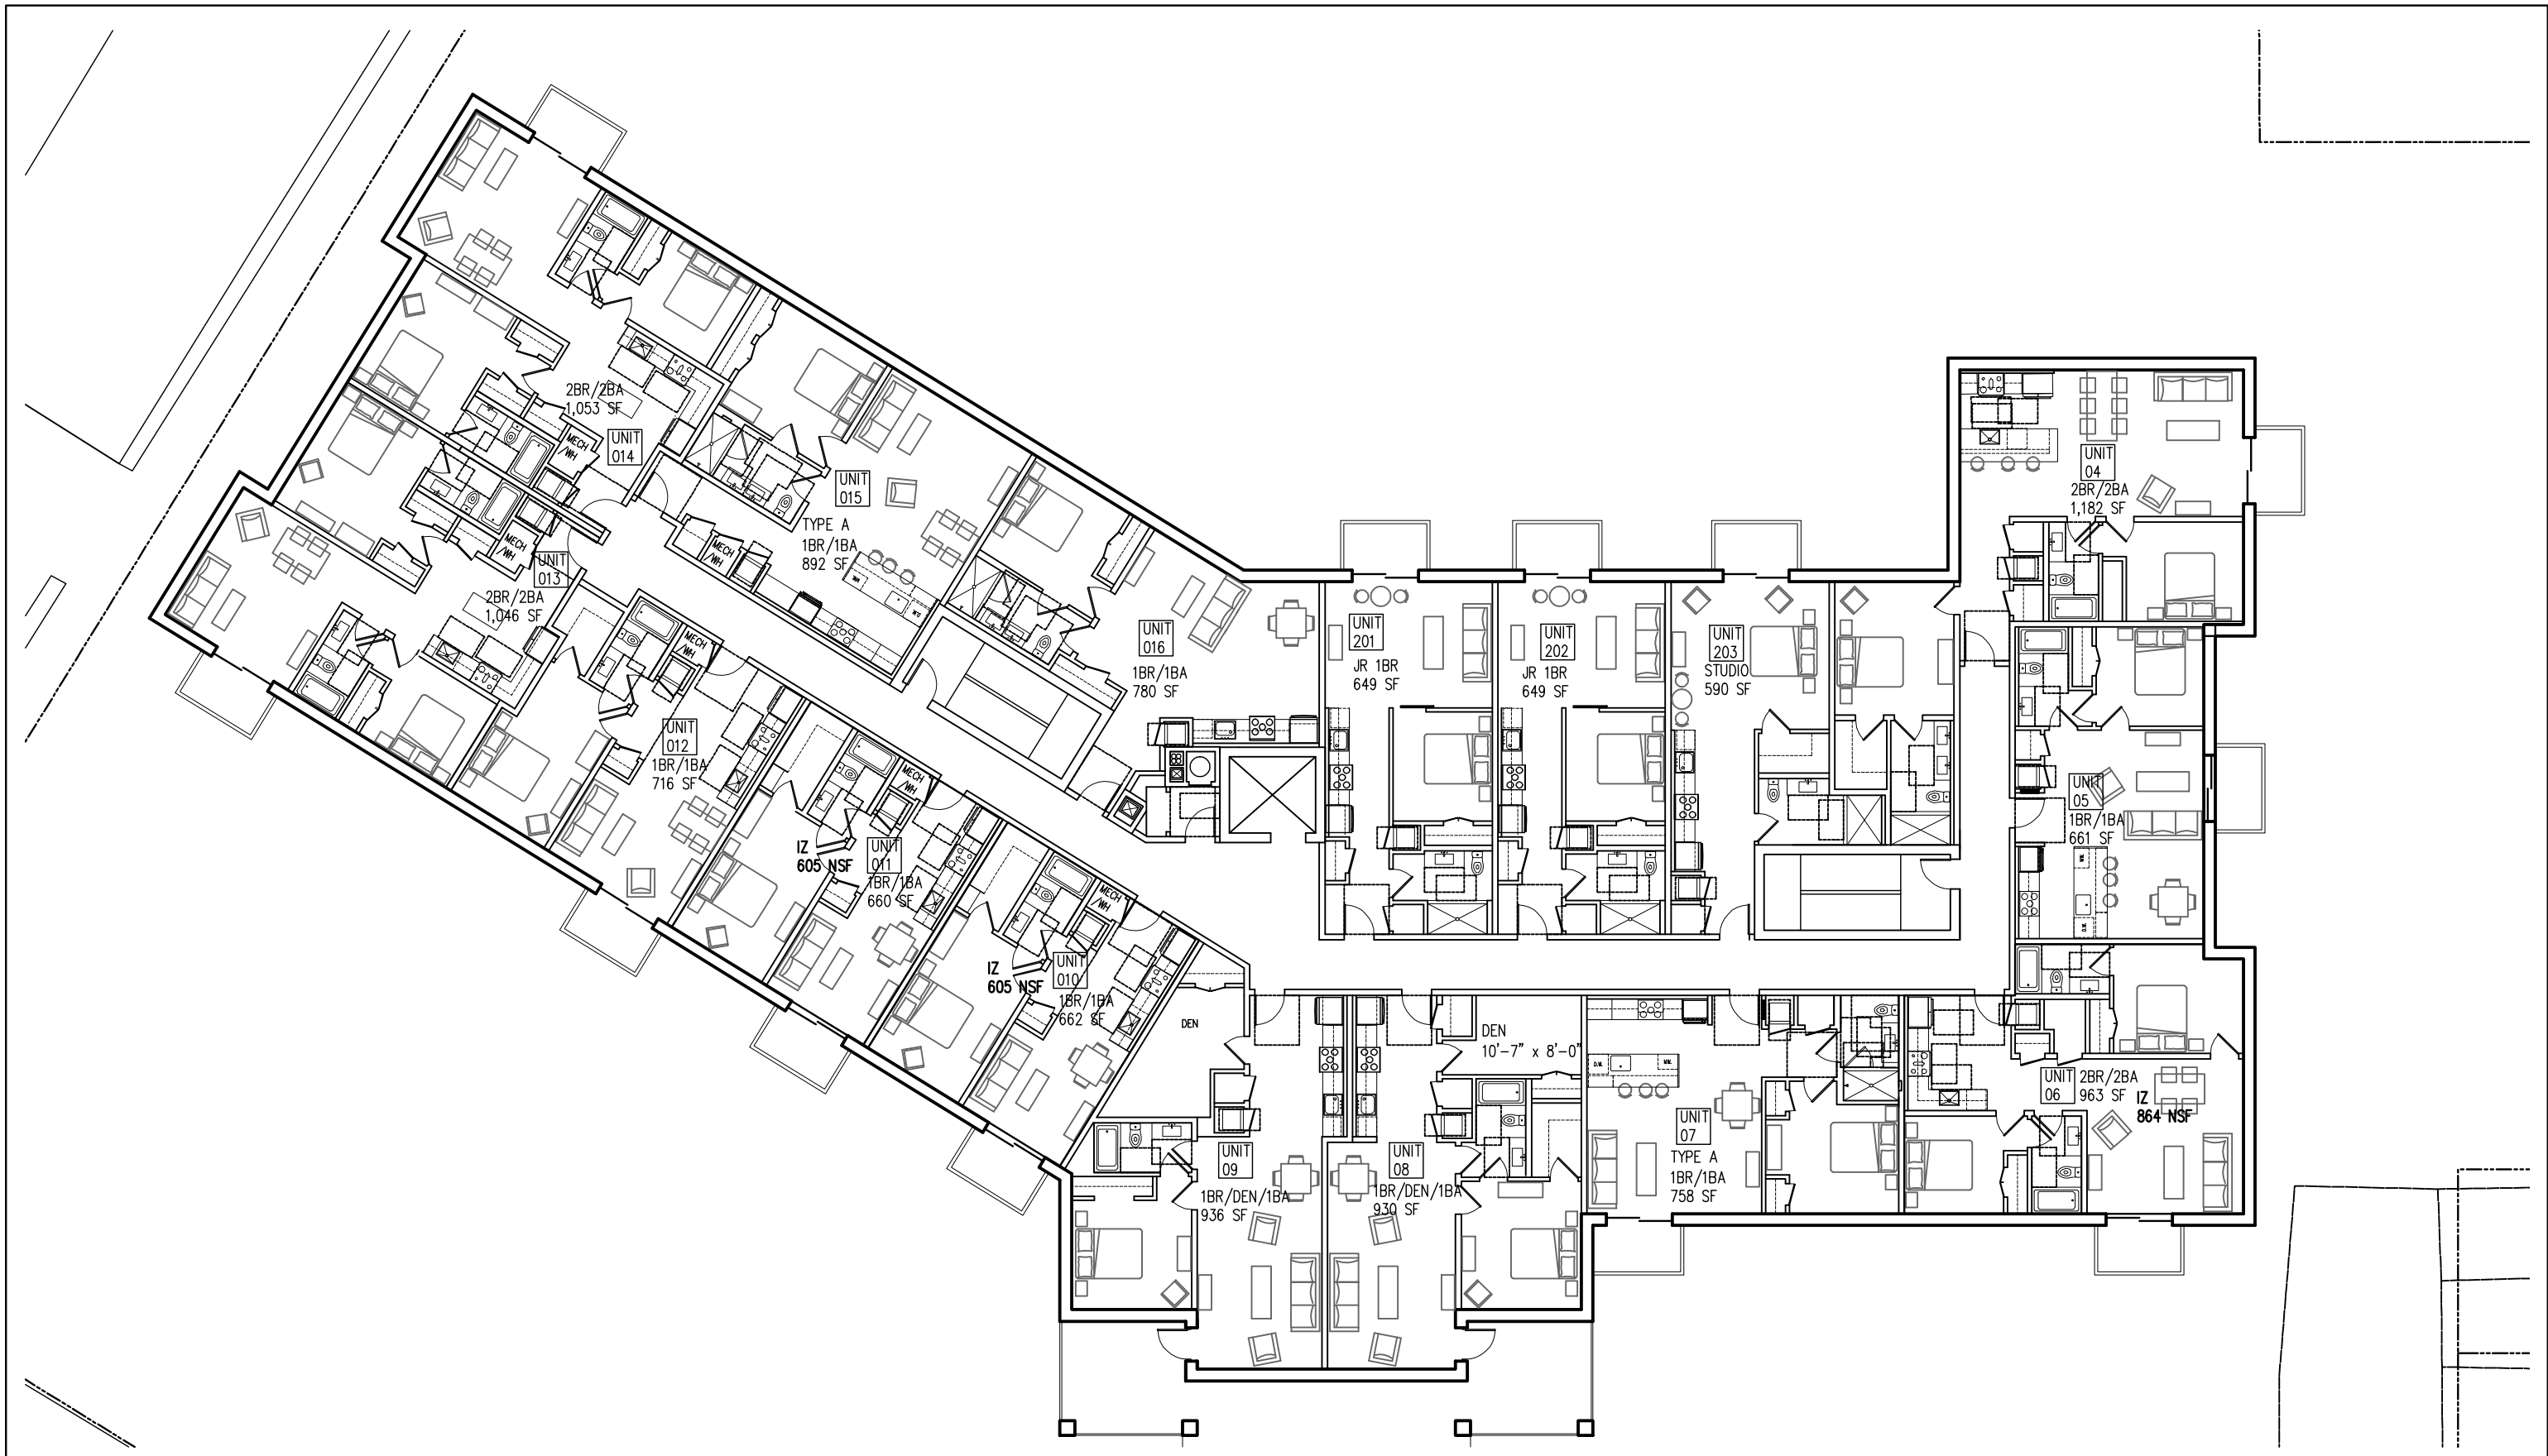 2BR/2BA
1,053 SF
UNIT
014
MECH
/WH
UNIT
015
TYPE A
1BR/1BA
892 SF
MECH
/WH
UNIT
013
2BR/2BA
1,046 SF
MECH
/WH
UNIT
016
1BR/1BA
780 SF
UNIT
201
JR 1BR
649 SF
UNIT
202
JR 1BR
649 SF
UNIT
203
STUDIO
590 SF
UNIT
04
2BR/2BA
1,182 SF
MECH
/WH
UNIT
012
1BR/1BA
716 SF
MECH
/WH
IZ
605 NSF
UNIT
011
1BR/1BA
660 SF
MECH
/WH
IZ
605 NSF
UNIT
010
1BR/1BA
662 SF
UNIT
05
1BR/1BA
661 SF
MW.
D.W.
DEN
UNIT
09
1BR/DEN/1BA
936 SF
DEN
10'-7" x 8'-0"
UNIT
08
1BR/DEN/1BA
930 SF
D.W.
MW.
UNIT
07
TYPE A
1BR/1BA
758 SF
UNIT
06
2BR/2BA
963 SF
IZ
864 NSF